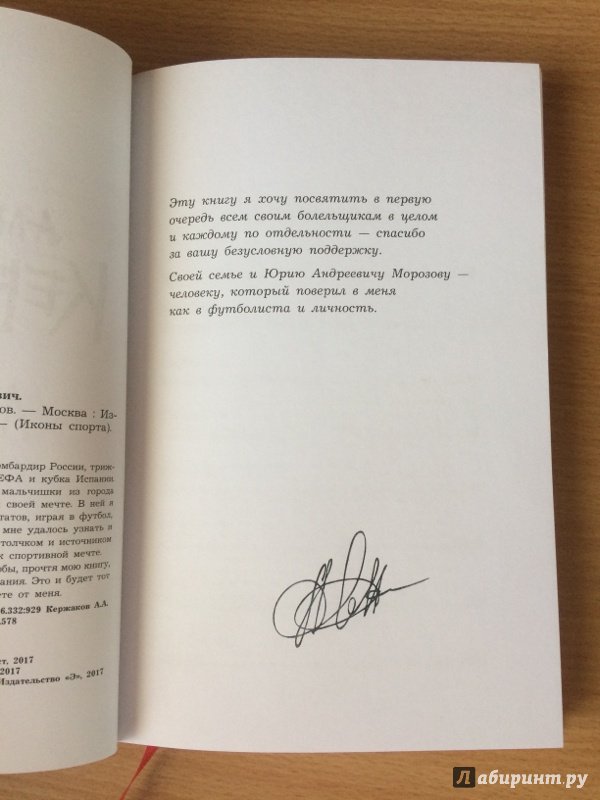 вич.
ов. — Москва : Из-
— (Иконы спорта).
омбардир России, триж-
ЕФА и кубка Испании
мальчишки из города
своей мечте. В ней я
татов, играя в футбол,
мне удалось узнать и
толчком и источником
к спортивной мечте.
обы, прочтя мою книгу,
ания. Это и будет тот
ете от меня.
6.332:929 Кержаков А.А.
.578
ст, 2017
2017
Издательство «Э», 2017
Эту книгу я хочу посвятить в первую
очередь всем своим болельщикам в целом
и каждому по отдельности — спасибо
за вашу безусловную поддержку.
Своей семье и Юрию Андреевичу Морозову —
человеку, который поверил в меня
как в футболиста и личность.
Лабиринт.ру